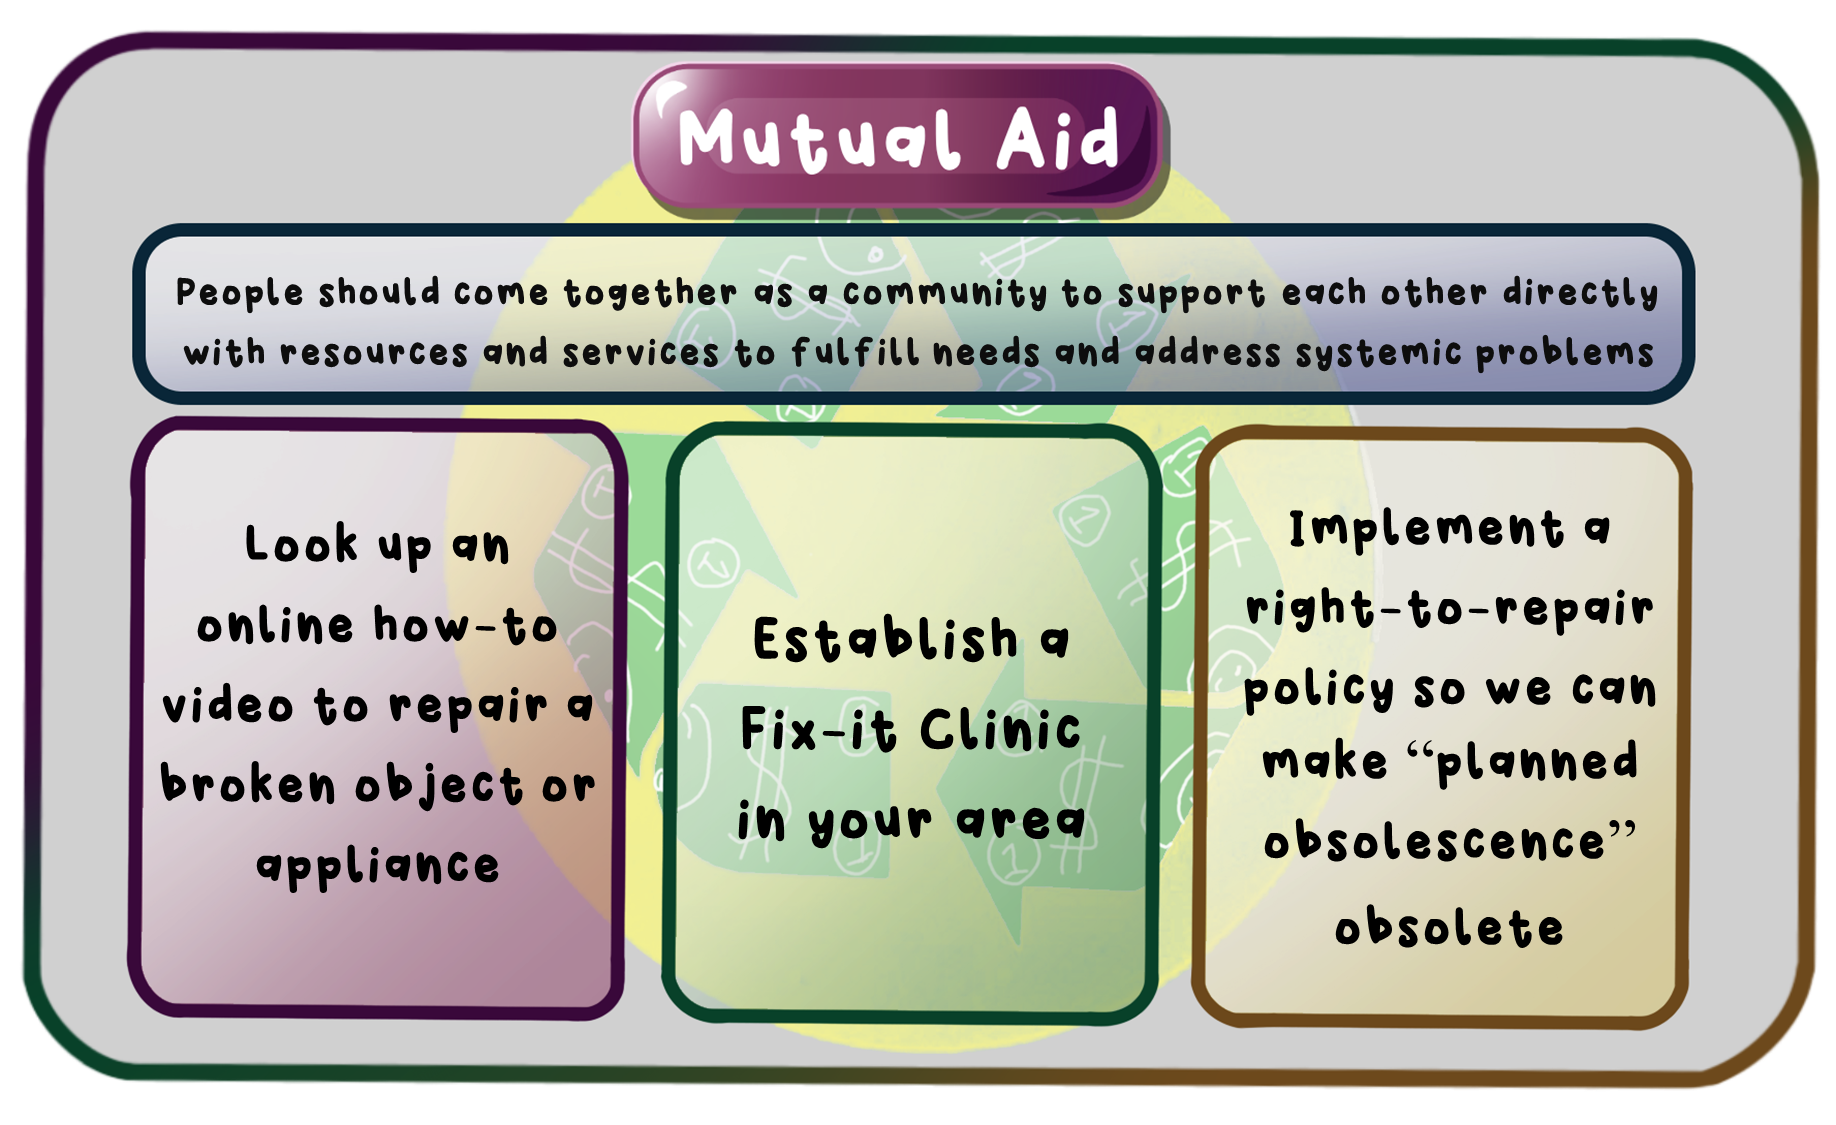 Mutual Aid
People should come together as a community to support each other directly
with resources and services to fulfill needs and address systemic problems
Look up an
online how-to
video to repair a
broken object or
appliance
Establish a
Fix-it Clinic
in your area
Implement a
right-to-repair
policy so we can
make “planned
obsolescence”
obsolete